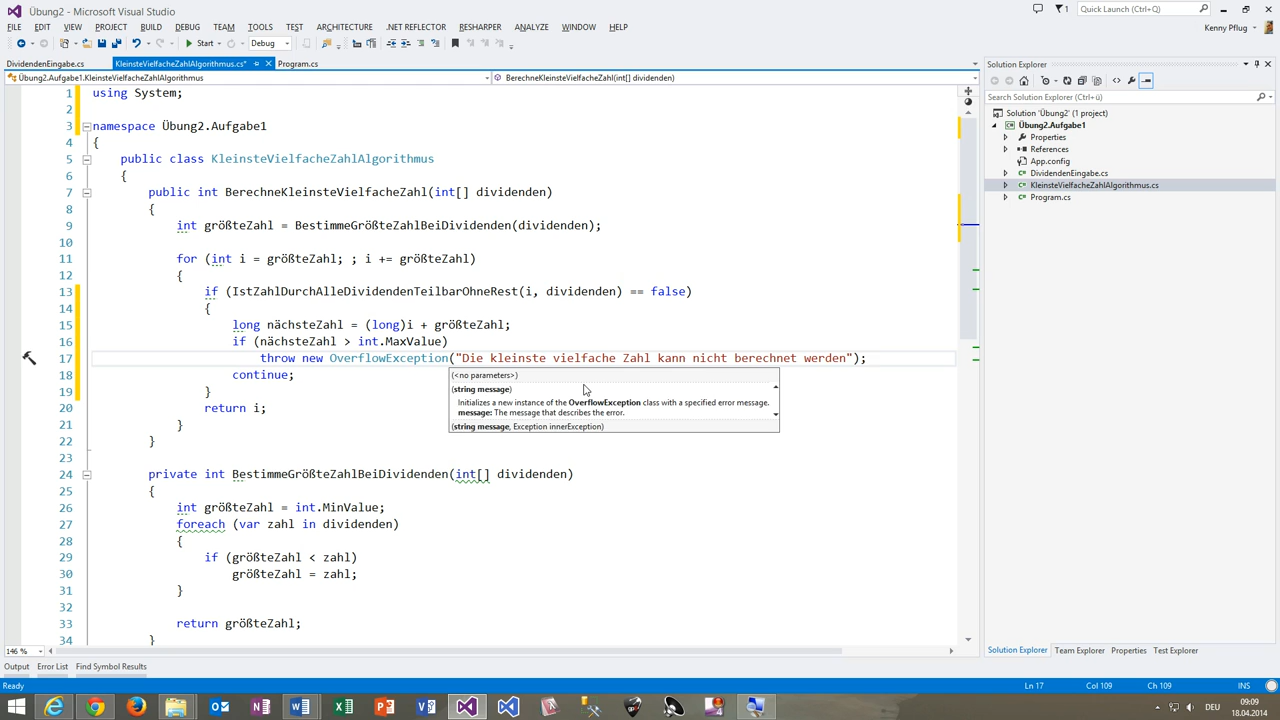 Übung2 - Microsoft Visual Studio
Quick Launch (Ctrl+Q)
FILE EDIT VIEW PROJECT BUILD DEBUG TEAM TOOLS TEST ARCHITECTURE .NET REFLECTOR RESHARPER ANALYZE WINDOW HELP
Kenny Pflug
Start Debug
DividendenEingabe.cs KleinsteVielfacheZahlAlgorithmus.cs* Program.cs
Übung2.Aufgabe1.KleinsteVielfacheZahlAlgorithmus BerechneKleinsteVielfacheZahl(int[] dividenden)
1 using System;
2
3 namespace Übung2.Aufgabe1
4 {
5 public class KleinsteVielfacheZahlAlgorithmus
6 {
7 public int BerechneKleinsteVielfacheZahl(int[] dividenden)
8 {
9 int größteZahl = BestimmeGrößteZahlBeiDividenden(dividenden);
10
11 for (int i = größteZahl; ; i += größteZahl)
12 {
13 if (IstZahlDurchAlleDividendenTeilbarOhneRest(i, dividenden) == false)
14 {
15 long nächsteZahl = (long)i + größteZahl;
16 if (nächsteZahl > int.MaxValue)
17 throw new OverflowException("Die kleinste vielfache Zahl kann nicht berechnet werden");
18 continue;
19 }
20 return i;
21 }
22 }
23
24 private int BestimmeGrößteZahlBeiDividenden(int[] dividenden)
25 {
26 int größteZahl = int.MinValue;
27 foreach (var zahl in dividenden)
28 {
29 if (größteZahl < zahl)
30 größteZahl = zahl;
31 }
32
33 return größteZahl;
34 }
(<no parameters>)
(string message)
Initializes a new instance of the OverflowException class with a specified error message.
message: The message that describes the error.
(string message, Exception innerException)
146 %
Solution Explorer
Search Solution Explorer (Ctrl+ü)
Solution 'Übung2' (1 project)
Übung2.Aufgabe1
Properties
References
App.config
DividendenEingabe.cs
KleinsteVielfacheZahlAlgorithmus.cs
Program.cs
Solution Explorer Team Explorer Properties Test Explorer
Output Error List Find Symbol Results
Ready Ln 17 Col 109 Ch 109 INS
DEU
09:09
18.04.2014